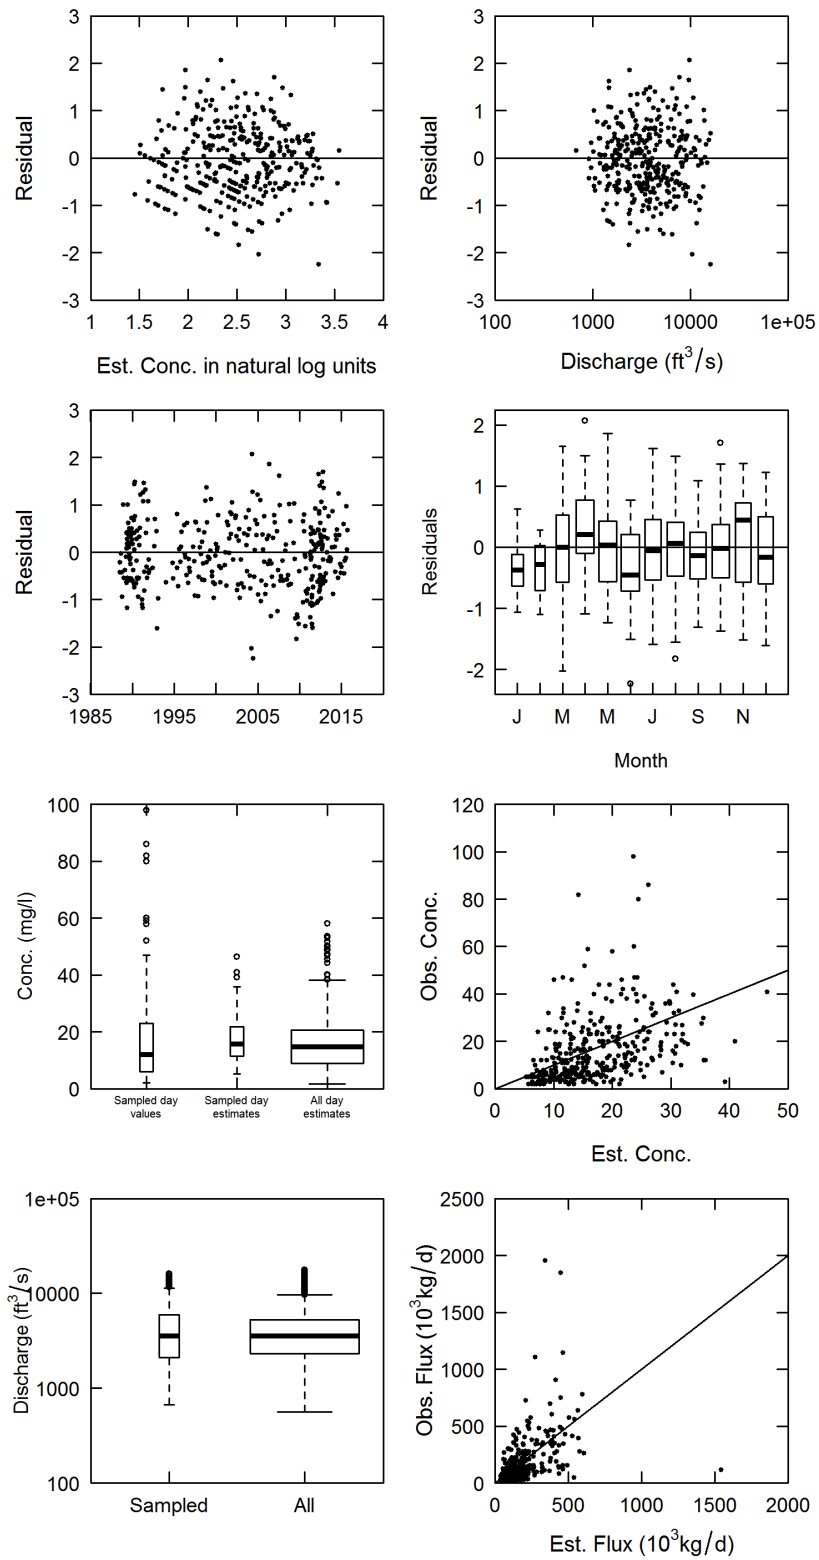 3
2
1
0
-1
-2
-3
Residual
1
1.5
2
2.5
3
3.5
4
Est. Conc. in natural log units
3
2
1
0
-1
-2
-3
Residual
100
1000
10000
1e+05
Discharge (ft³/s)
3
2
1
0
-1
-2
-3
Residual
1985
1995
2005
2015
2
1
0
-1
-2
Residuals
J
M
M
J
S
N
Month
100
80
60
40
20
0
Conc. (mg/l)
Sampled day
values
Sampled day
estimates
All day
estimates
120
100
80
60
40
20
0
Obs. Conc.
0
10
20
30
40
50
Est. Conc.
1e+05
10000
1000
100
Discharge (ft³/s)
Sampled
All
2500
2000
1500
1000
500
0
Obs. Flux (10³kg/d)
0
500
1000
1500
2000
Est. Flux (10³kg/d)